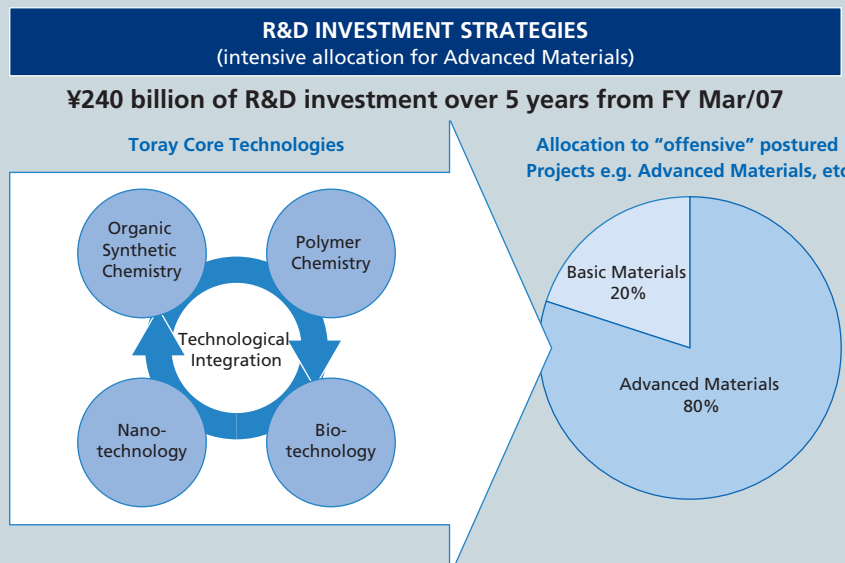 R&D INVESTMENT STRATEGIES
(intensive allocation for Advanced Materials)
¥240 billion of R&D investment over 5 years from FY Mar/07
Toray Core Technologies
Organic
Synthetic
Chemistry
Polymer
Chemistry
Technological
Integration
Nano-
technology
Bio-
technology
Allocation to "offensive" postured
Projects e.g. Advanced Materials, etc
Basic Materials
20%
Advanced Materials
80%